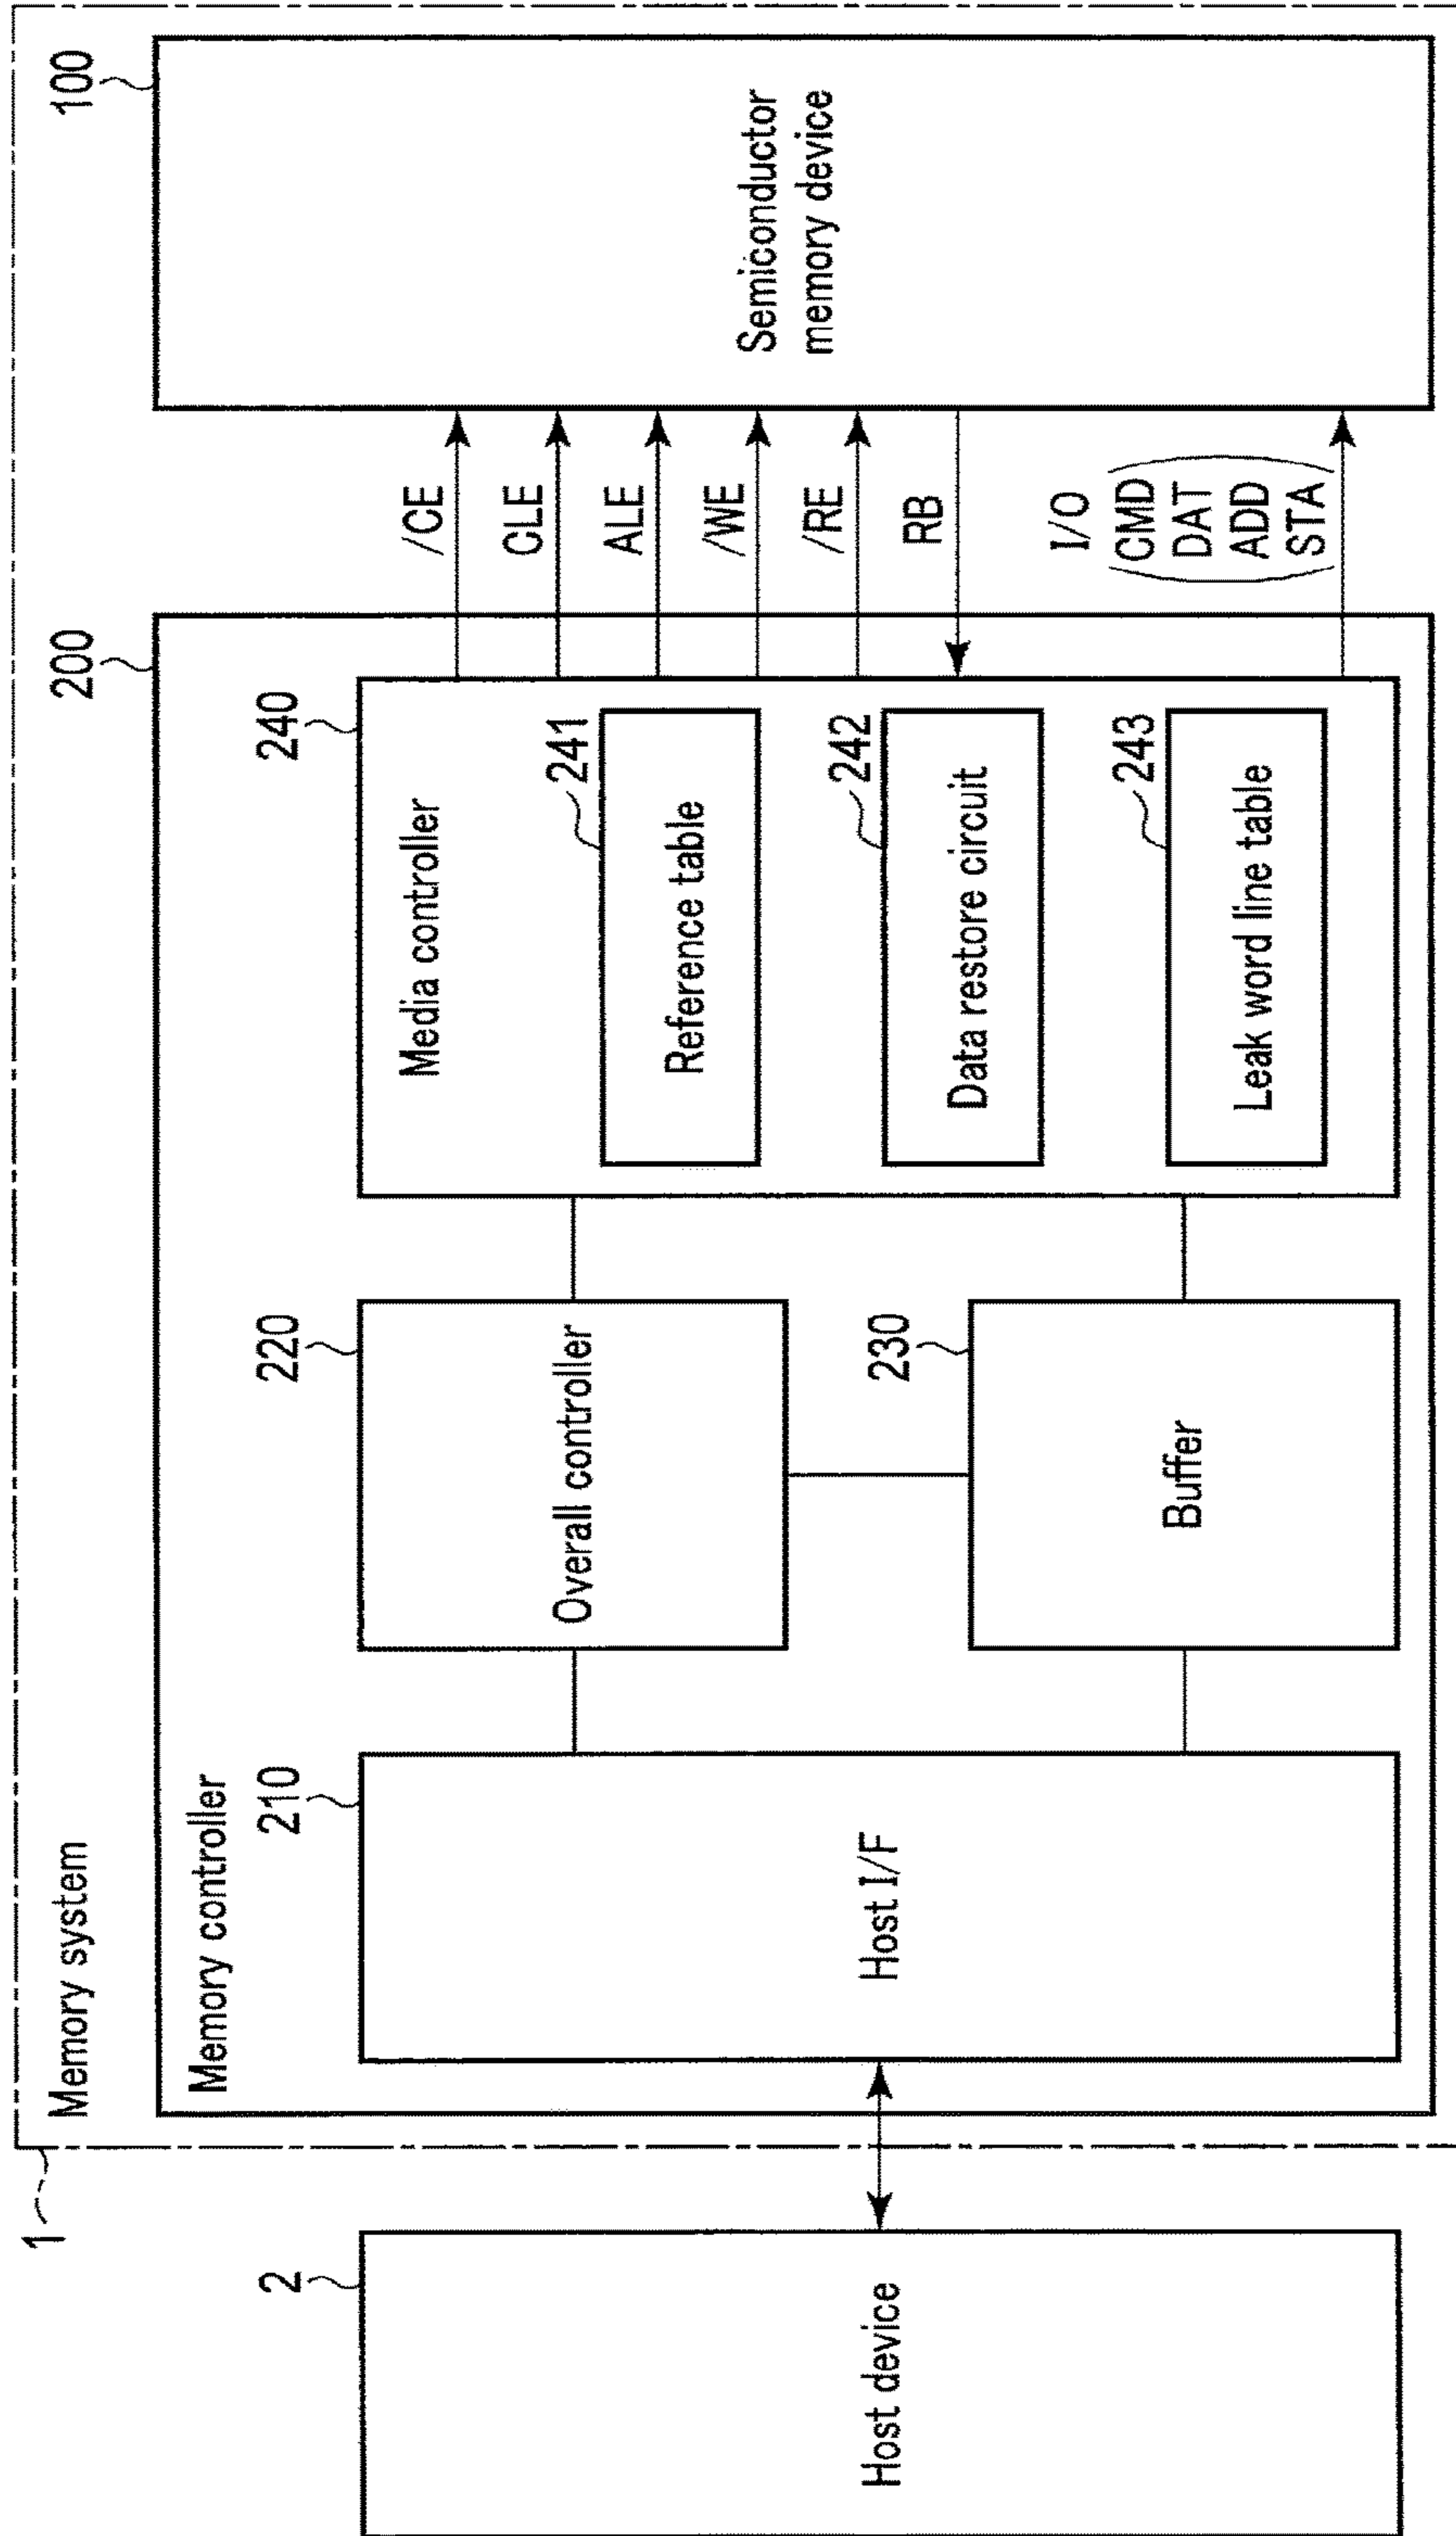 Memory system
1
Memory controller
200
100
2
Host device
210
Host I/F
220
Overall controller
230
Buffer
240
Media controller
241
Reference table
242
Data restore circuit
243
Leak word line table
/CE
CLE
ALE
/WE
/RE
RB
I/O
(CMD
DAT
ADD
STA)
Semiconductor
memory device